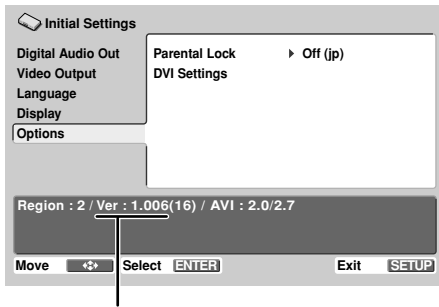 Initial Settings
Digital Audio Out
Video Output
Language
Display
Options
Parental Lock Off (jp)
DVI Settings
Region : 2 / Ver : 1.006(16) / AVI : 2.0/2.7
Move Select ENTER Exit SETUP